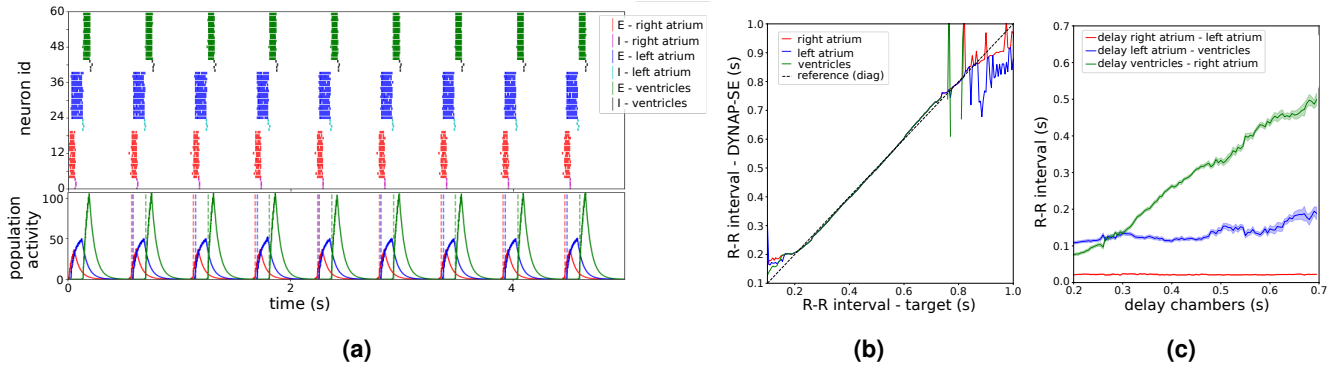 60
48
36
24
12
0
neuron id
E - right atrium
I - right atrium
E - left atrium
I - left atrium
E - ventricles
I - ventricles
100
50
0
population
activity
0
2
4
time (s)
(a)
1.0
0.9
0.8
0.7
0.6
0.5
0.4
0.3
0.2
0.1
R-R interval - DYNAP-SE (s)
right atrium
left atrium
ventricles
reference (diag)
0.2
0.4
0.6
0.8
1.0
R-R interval - target (s)
(b)
0.7
0.6
0.5
0.4
0.3
0.2
0.1
0.0
R-R interval (s)
delay right atrium - left atrium
delay left atrium - ventricles
delay ventricles - right atrium
0.2
0.3
0.4
0.5
0.6
0.7
delay chambers (s)
(c)